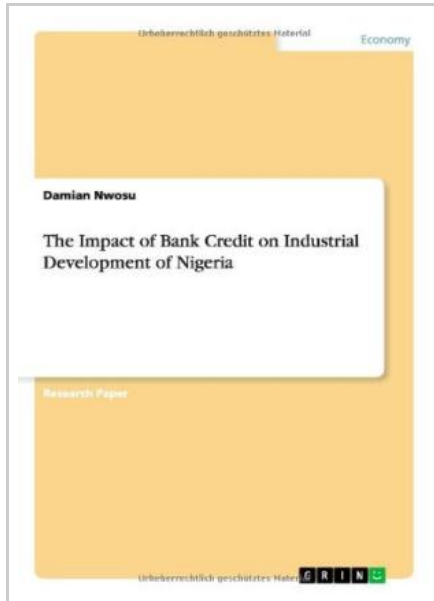 Urheberrechtlich geschütztes Material
Economy
Damian Nwosu
The Impact of Bank Credit on Industrial
Development of Nigeria
Research Paper
Urheberrechtlich geschütztes Mater
GRIN